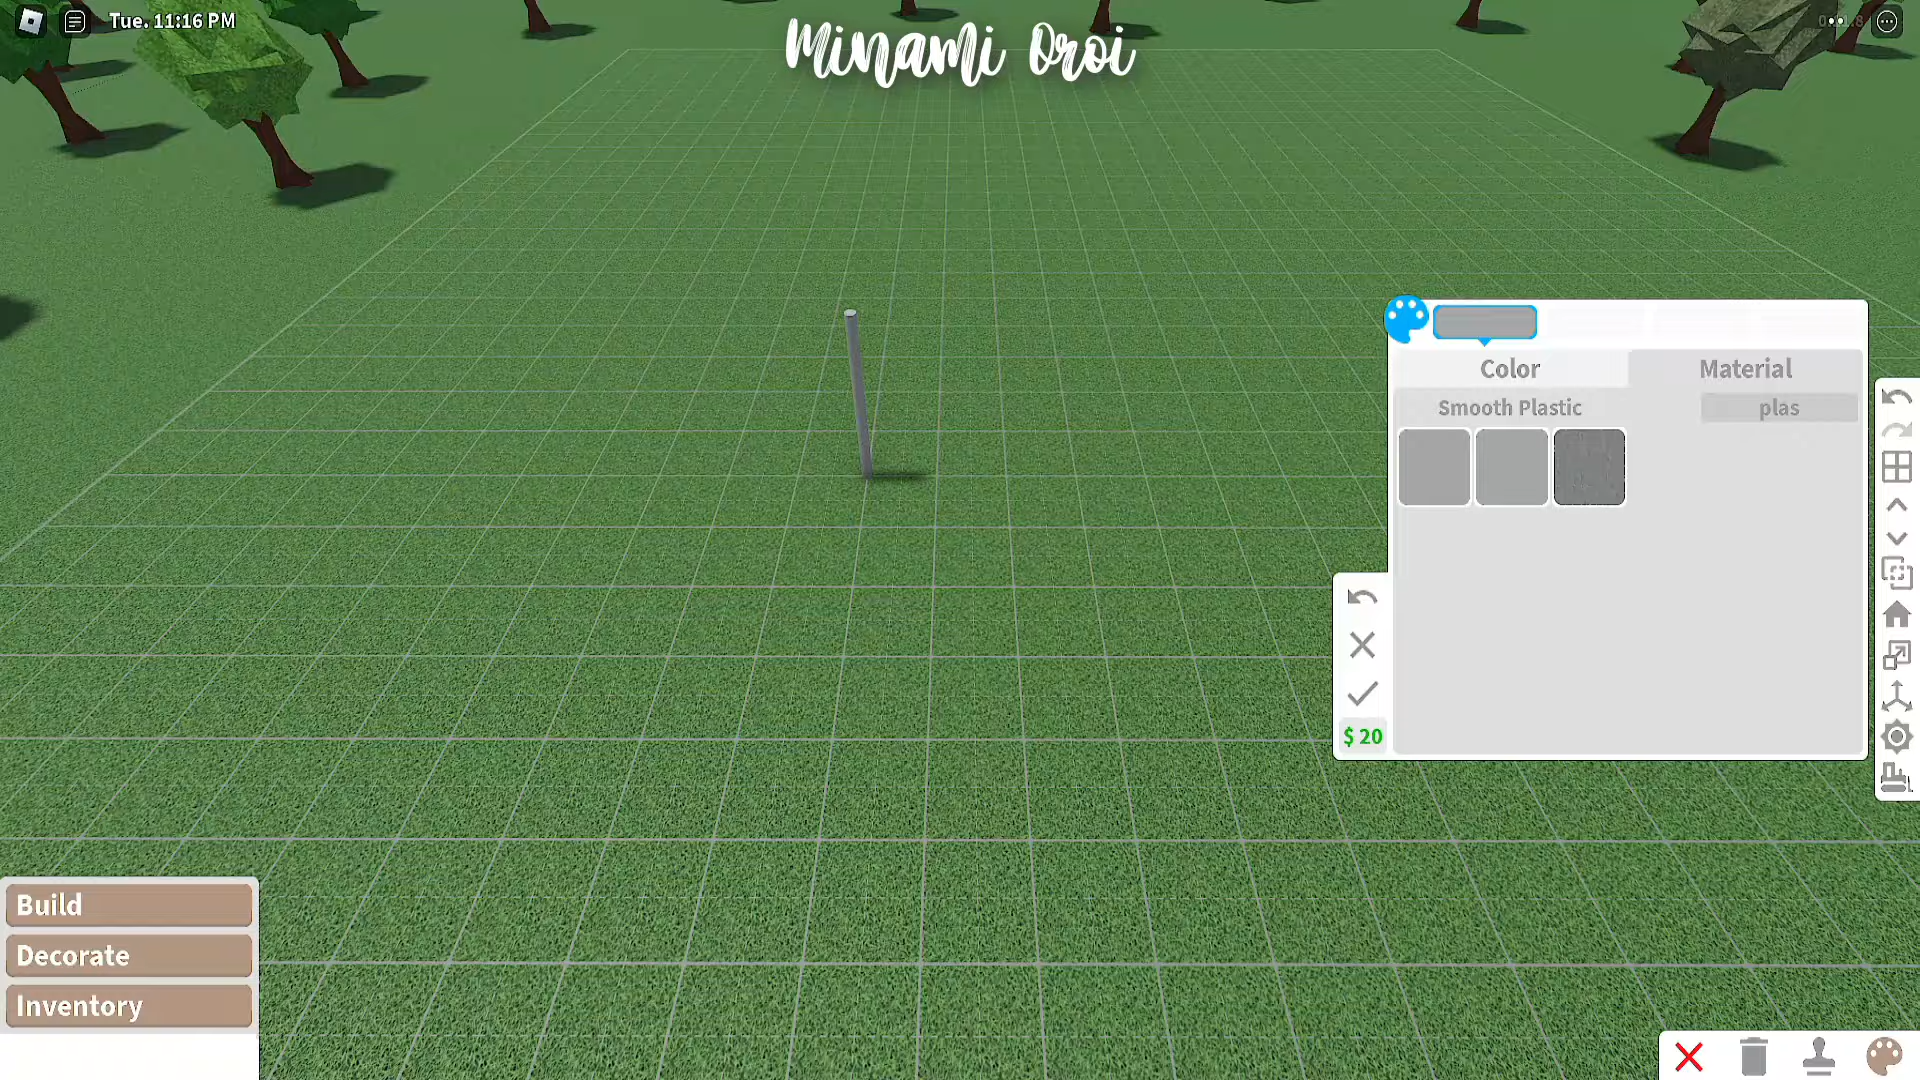 Tue. 11:16 PM
Minami Oroi
Color
Material
Smooth Plastic
plas
$ 20
Build
Decorate
Inventory